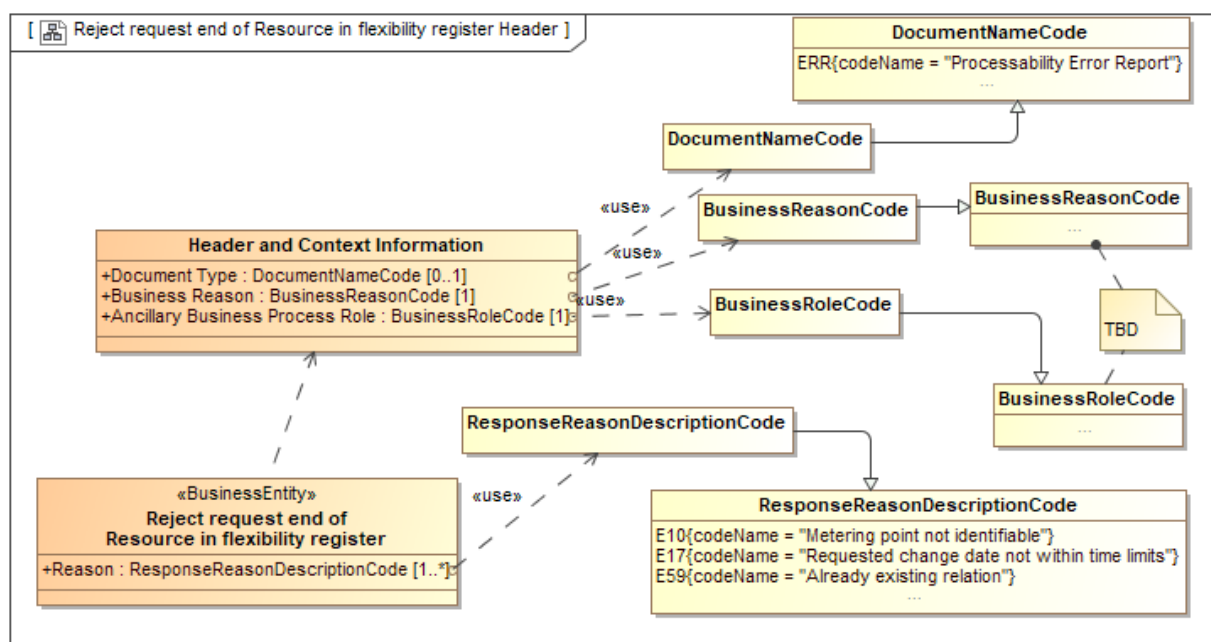 [ Reject request end of Resource in flexibility register Header ]
DocumentNameCode
ERR{codeName = "Processability Error Report"}
...
DocumentNameCode
«use»
BusinessReasonCode
BusinessReasonCode
...
Header and Context Information
+Document Type : DocumentNameCode [0..1]
+Business Reason : BusinessReasonCode [1]
+Ancillary Business Process Role : BusinessRoleCode [1]
«use»
«use»
BusinessRoleCode
TBD
BusinessRoleCode
...
ResponseReasonDescriptionCode
«use»
«BusinessEntity»
Reject request end of
Resource in flexibility register
+Reason : ResponseReasonDescriptionCode [1..*]
ResponseReasonDescriptionCode
E10{codeName = "Metering point not identifiable"}
E17{codeName = "Requested change date not within time limits"}
E59{codeName = "Already existing relation"}
...